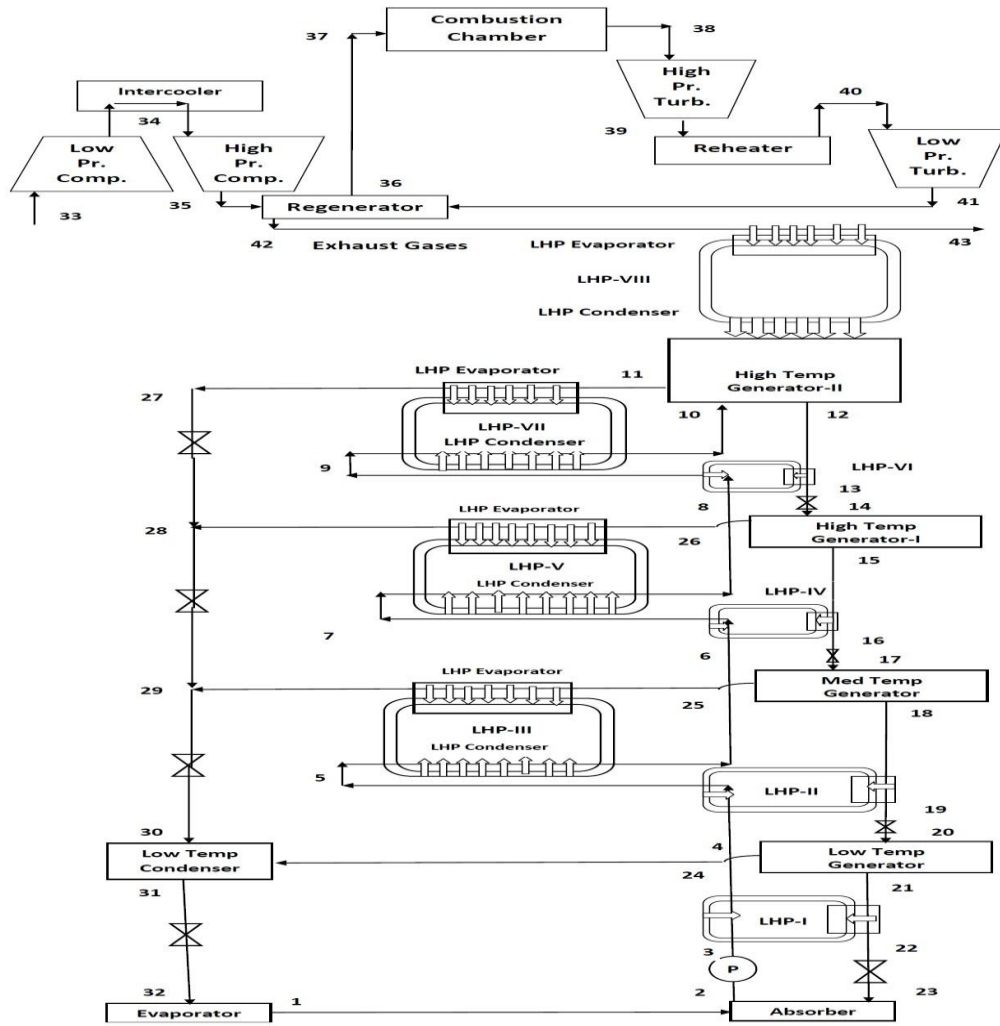 Combustion
Chamber
37
38
High
Pr.
Turb.
Intercooler
34
40
39
Reheater
Low
Pr.
Comp.
High
Pr.
Comp.
Low
Pr.
Turb.
33
35
36
Regenerator
41
42
Exhaust Gases
LHP Evaporator
43
LHP-VIII
LHP Condenser
LHP Evaporator
11
High Temp
Generator-II
27
10
12
LHP-VII
LHP Condenser
9
LHP-VI
13
8
14
LHP Evaporator
28
26
High Temp
Generator-I
15
LHP-V
LHP Condenser
LHP-IV
7
6
16
17
LHP Evaporator
29
25
Med Temp
Generator
18
LHP-III
LHP Condenser
5
LHP-II
19
30
4
20
Low Temp
Condenser
Low Temp
Generator
24
31
21
LHP-I
22
3
P
32
1
2
23
Evaporator
Absorber